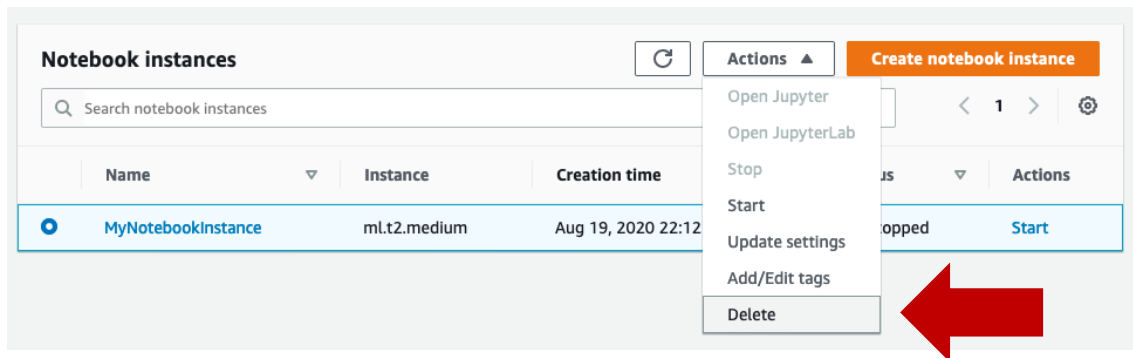 Notebook instances
Actions
Create notebook instance
Search notebook instances
1
Open Jupyter
Open JupyterLab
Stop
Start
Update settings
Add/Edit tags
Delete
Name
Instance
Creation time
us
Actions
MyNotebookInstance
ml.t2.medium
Aug 19, 2020 22:12
topped
Start